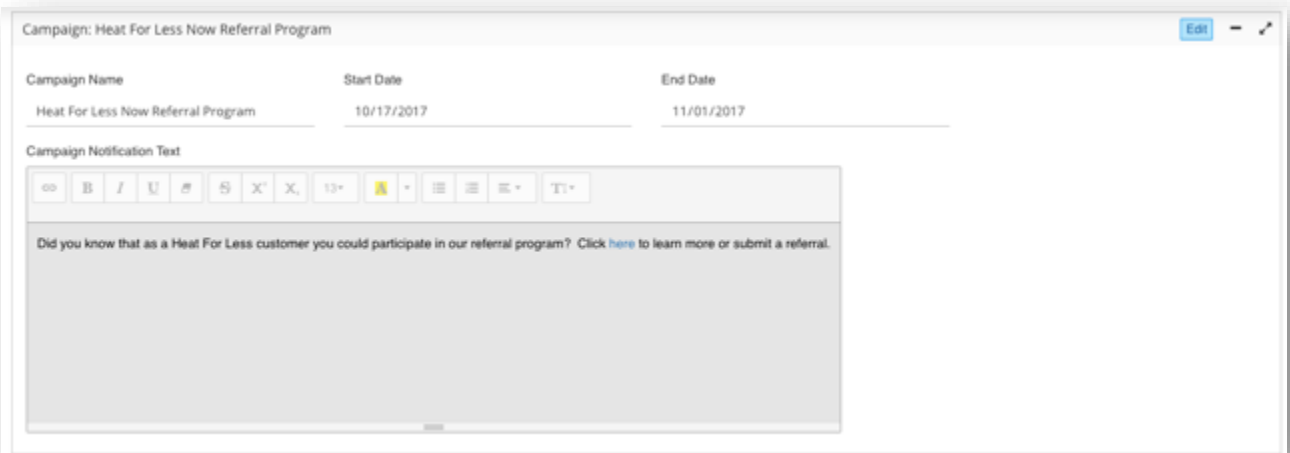 Campaign: Heat For Less Now Referral Program
Edit
Campaign Name
Start Date
End Date
Heat For Less Now Referral Program
10/17/2017
11/01/2017
Campaign Notification Text
B I U S X X 13 A T
Did you know that as a Heat For Less customer you could participate in our referral program?  Click here to learn more or submit a referral.